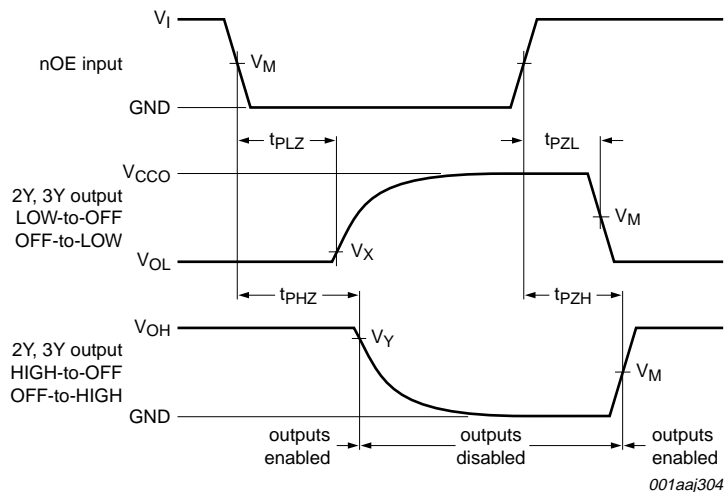 VI
nOE input
VM
GND
tPLZ
tPZL
VCCO
2Y, 3Y output
LOW-to-OFF
OFF-to-LOW
VM
VX
VOL
tPHZ
tPZH
VOH
VY
2Y, 3Y output
HIGH-to-OFF
OFF-to-HIGH
VM
GND
outputs
enabled
outputs
disabled
outputs
enabled
001aaj304